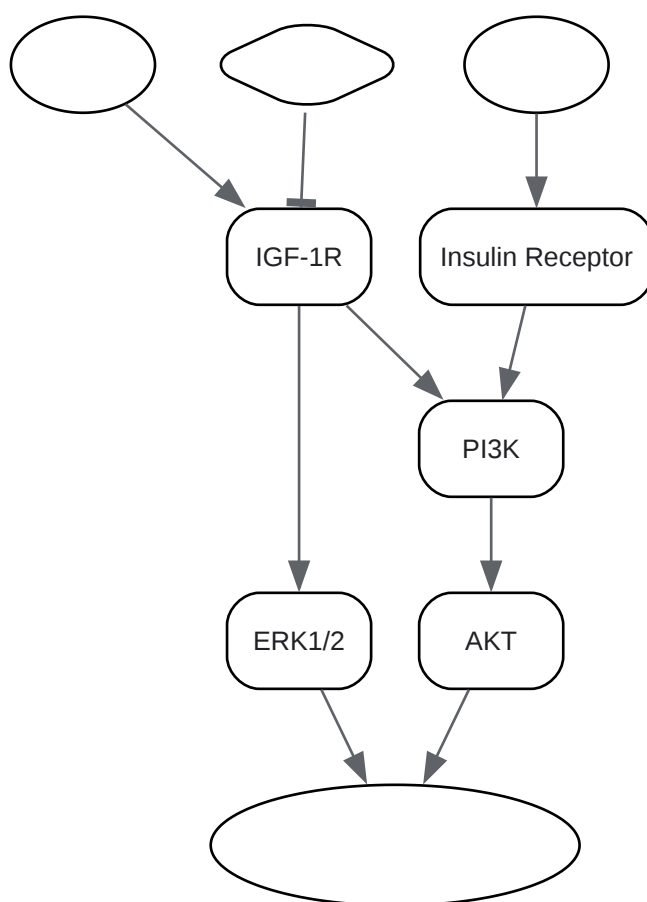 IGF-1R
Insulin Receptor
PI3K
ERK1/2
AKT